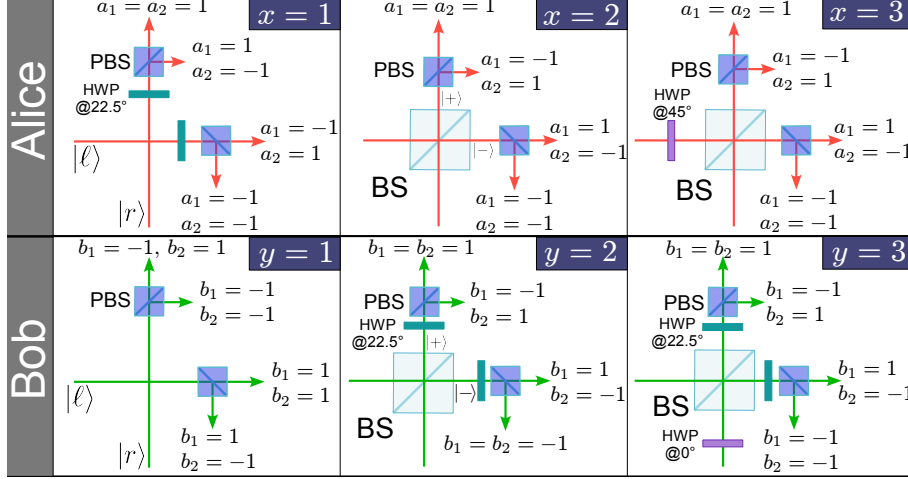 Alice
a₁ = a₂ = 1
x = 1
PBS
a₁ = 1
a₂ = −1
HWP
@22.5°
a₁ = −1
a₂ = 1
|ℓ⟩
a₁ = −1
a₂ = −1
|r⟩
a₁ = a₂ = 1
x = 2
PBS
a₁ = −1
a₂ = 1
|+⟩
a₁ = 1
a₂ = −1
|−⟩
BS
a₁ = −1
a₂ = −1
a₁ = a₂ = 1
x = 3
PBS
a₁ = −1
a₂ = 1
HWP
@45°
a₁ = 1
a₂ = −1
BS
a₁ = −1
a₂ = −1
Bob
b₁ = −1, b₂ = 1
y = 1
PBS
b₁ = −1
b₂ = −1
b₁ = 1
b₂ = 1
|ℓ⟩
b₁ = 1
b₂ = −1
|r⟩
b₁ = b₂ = 1
y = 2
PBS
b₁ = −1
b₂ = 1
HWP
@22.5°
|+⟩
b₁ = 1
b₂ = −1
|−⟩
BS
b₁ = b₂ = −1
b₁ = b₂ = 1
y = 3
PBS
b₁ = −1
b₂ = 1
HWP
@22.5°
b₁ = 1
b₂ = −1
BS
HWP
@0°
b₁ = −1
b₂ = −1